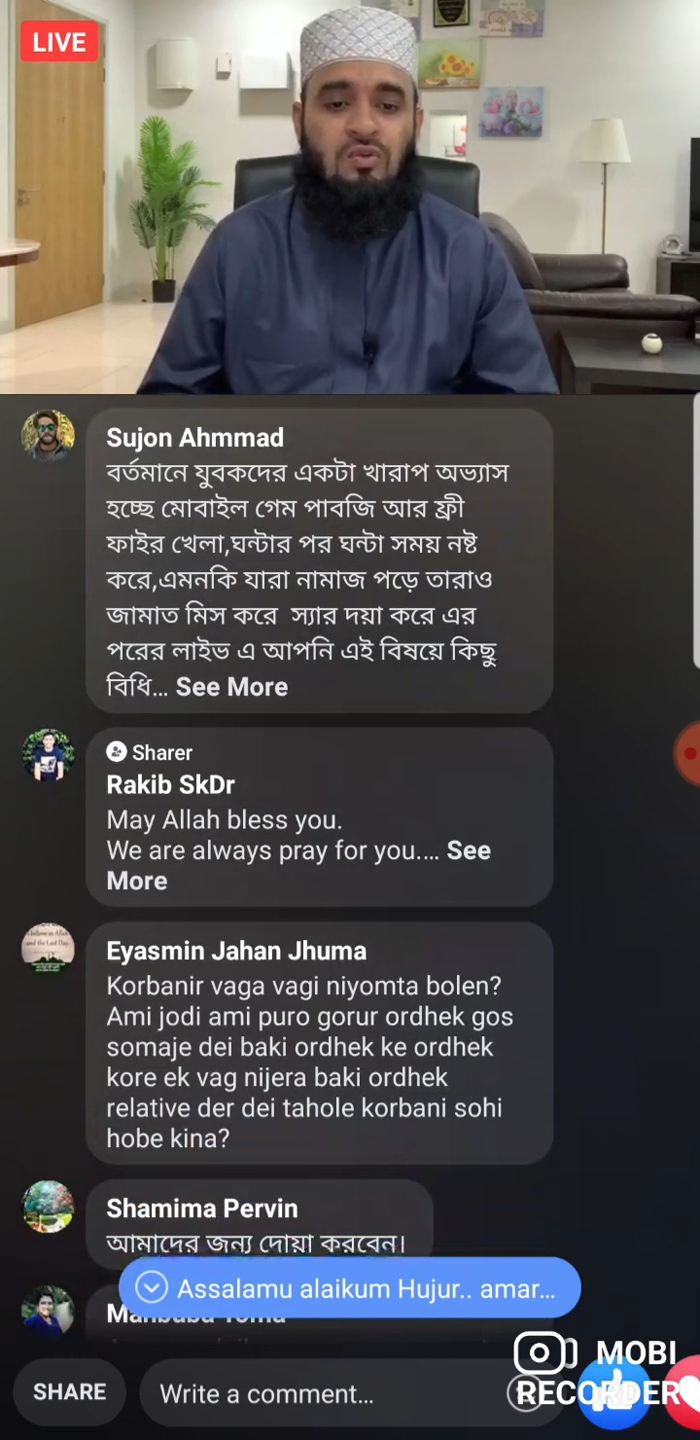 LIVE
Sujon Ahmmad
বর্তমানে যুবকদের একটা খারাপ অভ্যাস
হচ্ছে মোবাইল গেম পাবজি আর ফ্রী
ফাইর খেলা,ঘন্টার পর ঘন্টা সময় নষ্ট
করে,এমনকি যারা নামাজ পড়ে তারাও
জামাত মিস করে  স্যার দয়া করে এর
পরের লাইভ এ আপনি এই বিষয়ে কিছু
বিধি... See More
Sharer
Rakib SkDr
May Allah bless you.
We are always pray for you.... See
More
Eyasmin Jahan Jhuma
Korbanir vaga vagi niyomta bolen?
Ami jodi ami puro gorur ordhek gos
somaje dei baki ordhek ke ordhek
kore ek vag nijera baki ordhek
relative der dei tahole korbani sohi
hobe kina?
Shamima Pervin
আমাদের জন্য দোয়া করবেন।
Assalamu alaikum Hujur.. amar...
SHARE
Write a comment...
MOBI
RECORDER